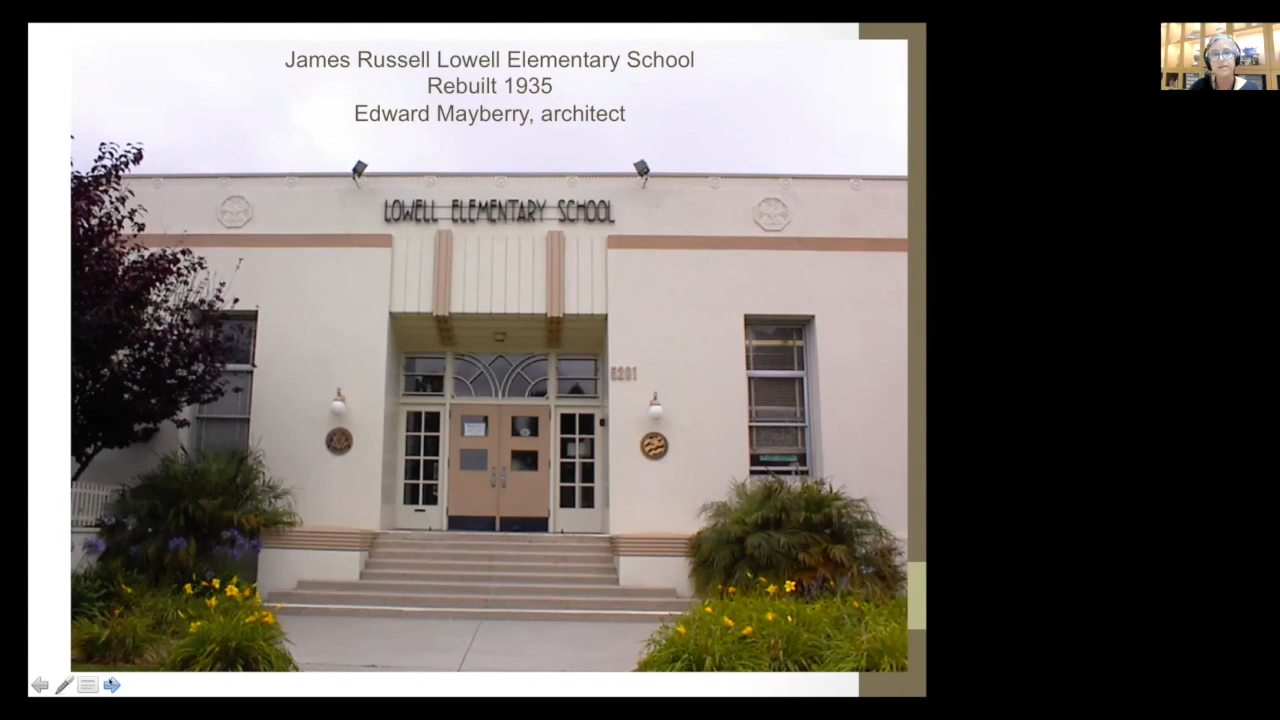 James Russell Lowell Elementary School
Rebuilt 1935
Edward Mayberry, architect
LOWELL ELEMENTARY SCHOOL
5201